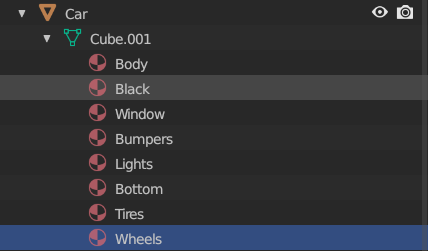 Car
Cube.001
Body
Black
Window
Bumpers
Lights
Bottom
Tires
Wheels